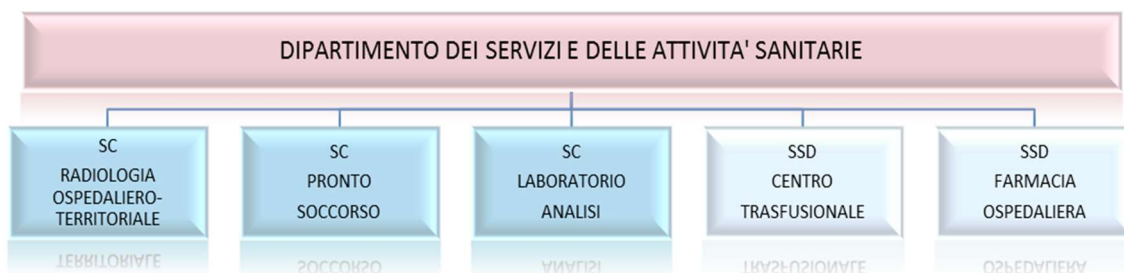 DIPARTIMENTO DEI SERVIZI E DELLE ATTIVITA' SANITARIE
SC
RADIOLOGIA
OSPEDALIERO-
TERRITORIALE
SC
PRONTO
SOCCORSO
SC
LABORATORIO
ANALISI
SSD
CENTRO
TRASFUSIONALE
SSD
FARMACIA
OSPEDALIERA